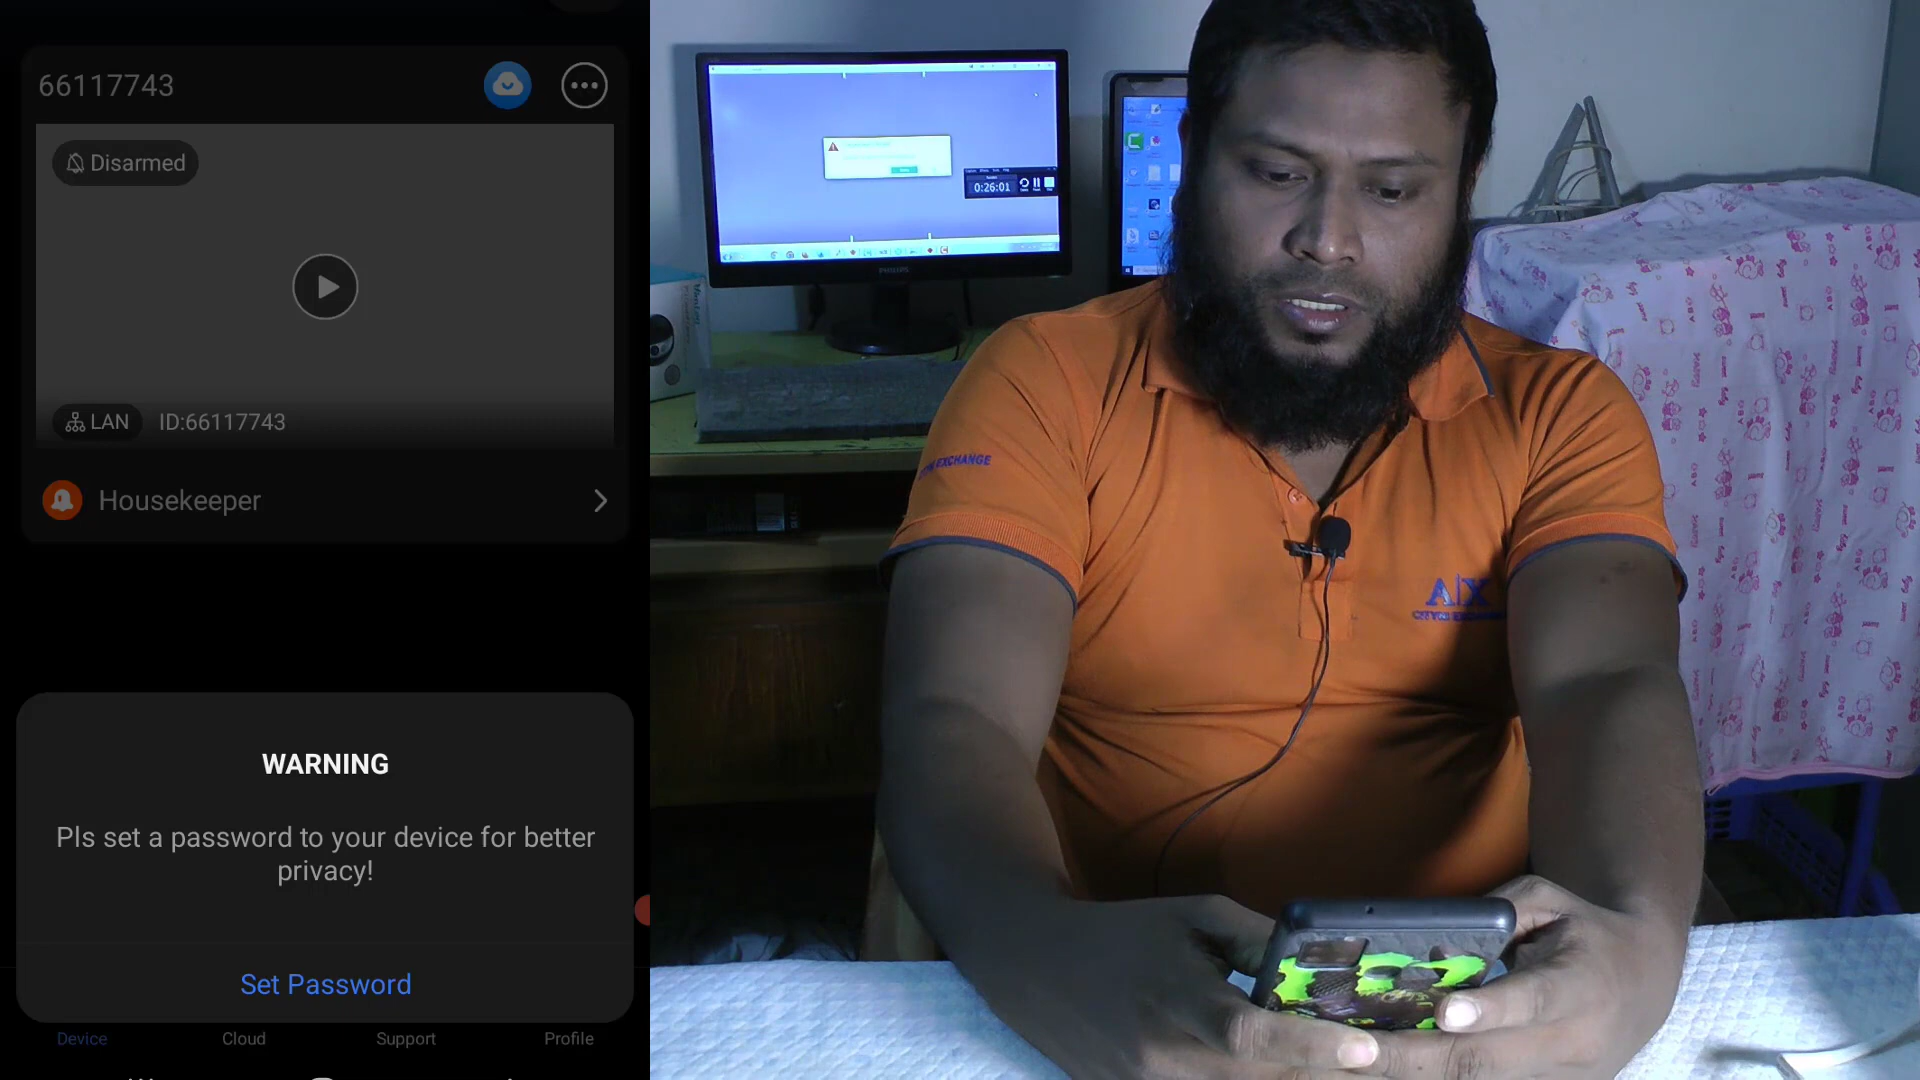 66117743
Disarmed
LAN ID:66117743
Housekeeper
WARNING
Pls set a password to your device for better
privacy!
Set Password
Device Cloud Support Profile
0:26:01
PHILIPS
EXCHANGE
A|X